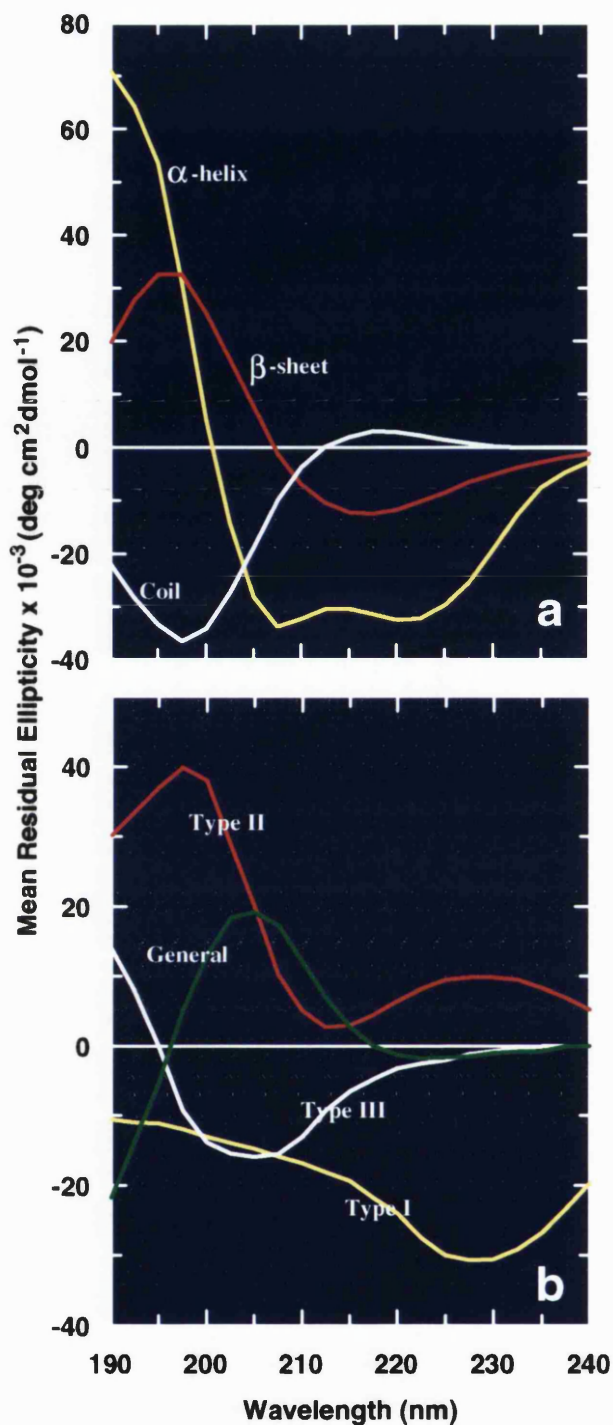 80
60
40
20
0
-20
-40
α-helix
β-sheet
Coil
a
Mean Residual Ellipticity x 10⁻³ (deg cm²dmol⁻¹)
40
20
0
-20
-40
Type II
General
Type III
Type I
b
190 200 210 220 230 240
Wavelength (nm)